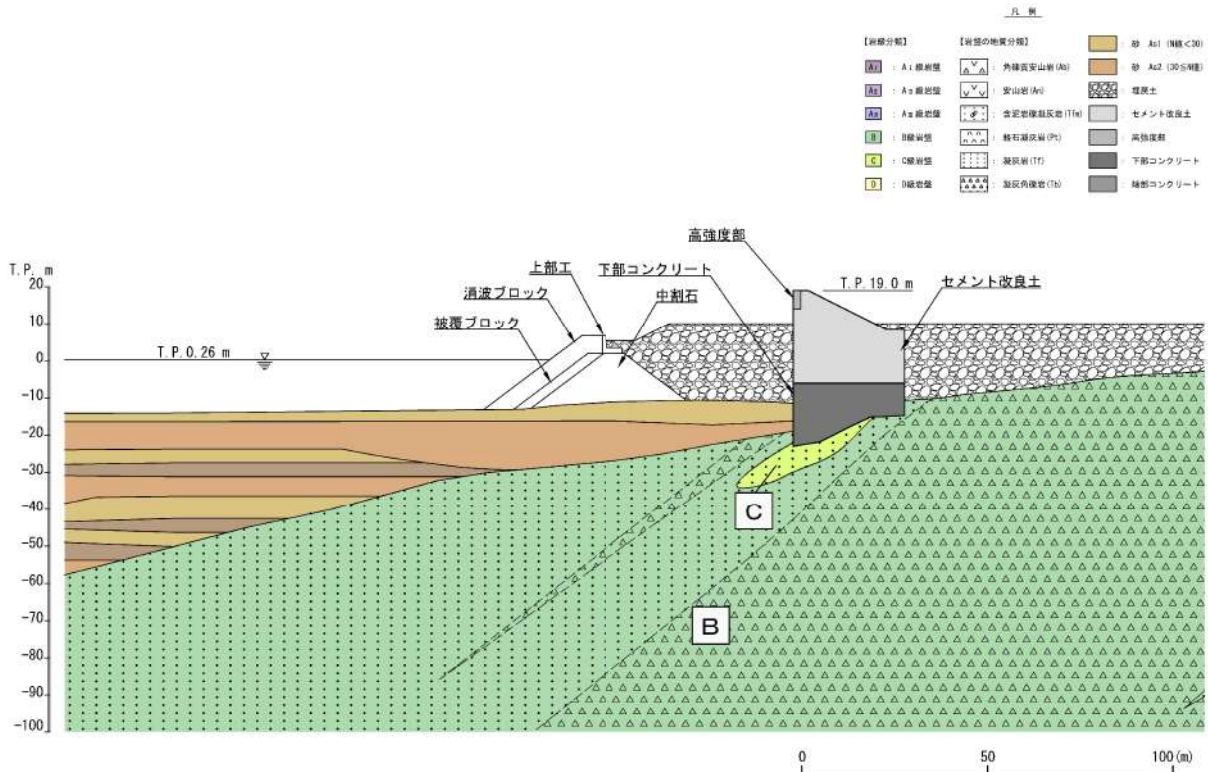 凡 例
【岩級分類】
A₁ : A₁級岩盤
A₂ : A₂級岩盤
A₃ : A₃級岩盤
B : B級岩盤
C : C級岩盤
D : D級岩盤
【岩盤の地質分類】
: 角礫質安山岩(Ab)
: 安山岩(An)
: 含泥岩礫凝灰岩(Tfm)
: 軽石凝灰岩(Pt)
: 凝灰岩(Tf)
: 凝灰角礫岩(Tb)
: 砂 As1 (N値<30)
: 砂 As2 (30≦N値)
: 埋戻土
: セメント改良土
: 高強度部
: 下部コンクリート
: 端部コンクリート
T.P. m
高強度部
上部工
下部コンクリート
T.P.19.0 m
セメント改良土
消波ブロック
中割石
被覆ブロック
T.P.0.26 m
20
10
0
-10
-20
-30
-40
-50
-60
-70
-80
-90
-100
C
B
0
50
100(m)